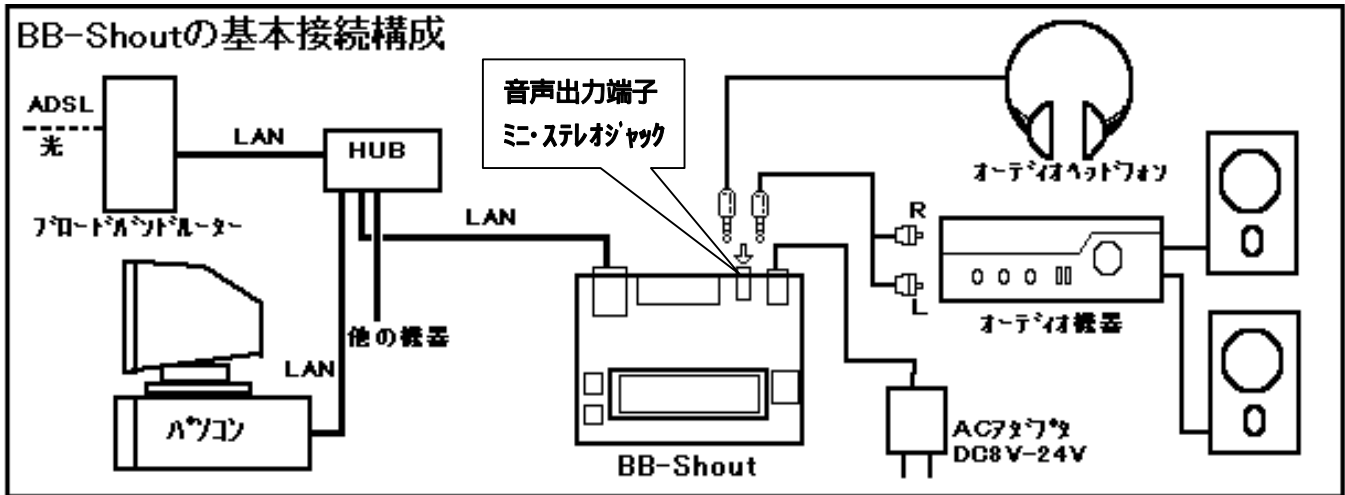 BB-Shoutの基本接続構成
音声出力端子
ミニ・ステレオジャック
ADSL
光
LAN
HUB
ブロードバンドルーター
LAN
オーディオヘッドフォン
R
L
オーディオ機器
他の機器
LAN
パソコン
BB-Shout
ACアダプタ
DC8V-24V